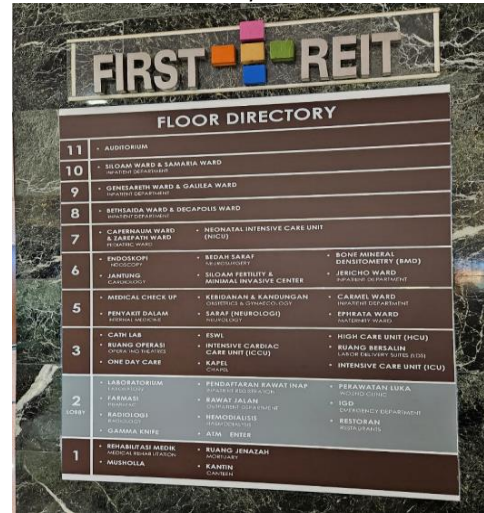 FIRST REIT
FLOOR DIRECTORY
11
• AUDITORIUM
10
• SILOAM WARD & SAMARIA WARD
INPATIENT DEPARTMENT
9
• GENESARETH WARD & GALILEA WARD
INPATIENT DEPARTMENT
8
• BETHSAIDA WARD & DECAPOLIS WARD
INPATIENT DEPARTMENT
7
• CAPERNAUM WARD
& ZAREPATH WARD
PEDIATRIC WARD
• NEONATAL INTENSIVE CARE UNIT
(NICU)
6
• ENDOSKOPI
ENDOSCOPY
• JANTUNG
CARDIOLOGY
• BEDAH SARAF
NEUROSURGERY
• SILOAM FERTILITY &
MINIMAL INVASIVE CENTER
• BONE MINERAL
DENSITOMETRY (BMD)
• JERICHO WARD
INPATIENT DEPARTMENT
5
• MEDICAL CHECK UP
• PENYAKIT DALAM
INTERNAL MEDICINE
• KEBIDANAN & KANDUNGAN
OBSTETRICS & GYNAECOLOGY
• SARAF (NEUROLOGI)
NEUROLOGY
• CARMEL WARD
INPATIENT DEPARTMENT
• EPHRATA WARD
MATERNITY WARD
3
• CATH LAB
• RUANG OPERASI
OPERATING THEATRES
• ONE DAY CARE
• ESWL
• INTENSIVE CARDIAC
CARE UNIT (ICCU)
• KAPEL
CHAPEL
• HIGH CARE UNIT (HCU)
• RUANG BERSALIN
LABOR DELIVERY SUITES (LDS)
• INTENSIVE CARE UNIT (ICU)
2
LOBBY
• LABORATORIUM
LABORATORY
• FARMASI
PHARMACY
• RADIOLOGI
RADIOLOGY
• GAMMA KNIFE
• PENDAFTARAN RAWAT INAP
INPATIENT REGISTRATION
• RAWAT JALAN
OUTPATIENT DEPARTMENT
• HEMODIALISIS
HAEMODIALYSIS
• ATM ENTER
• PERAWATAN LUKA
WOUND CLINIC
• IGD
EMERGENCY DEPARTMENT
• RESTORAN
RESTAURANTS
1
• REHABILITASI MEDIK
MEDICAL REHABILITATION
• MUSHOLLA
• RUANG JENAZAH
MORTUARY
• KANTIN
CANTEEN